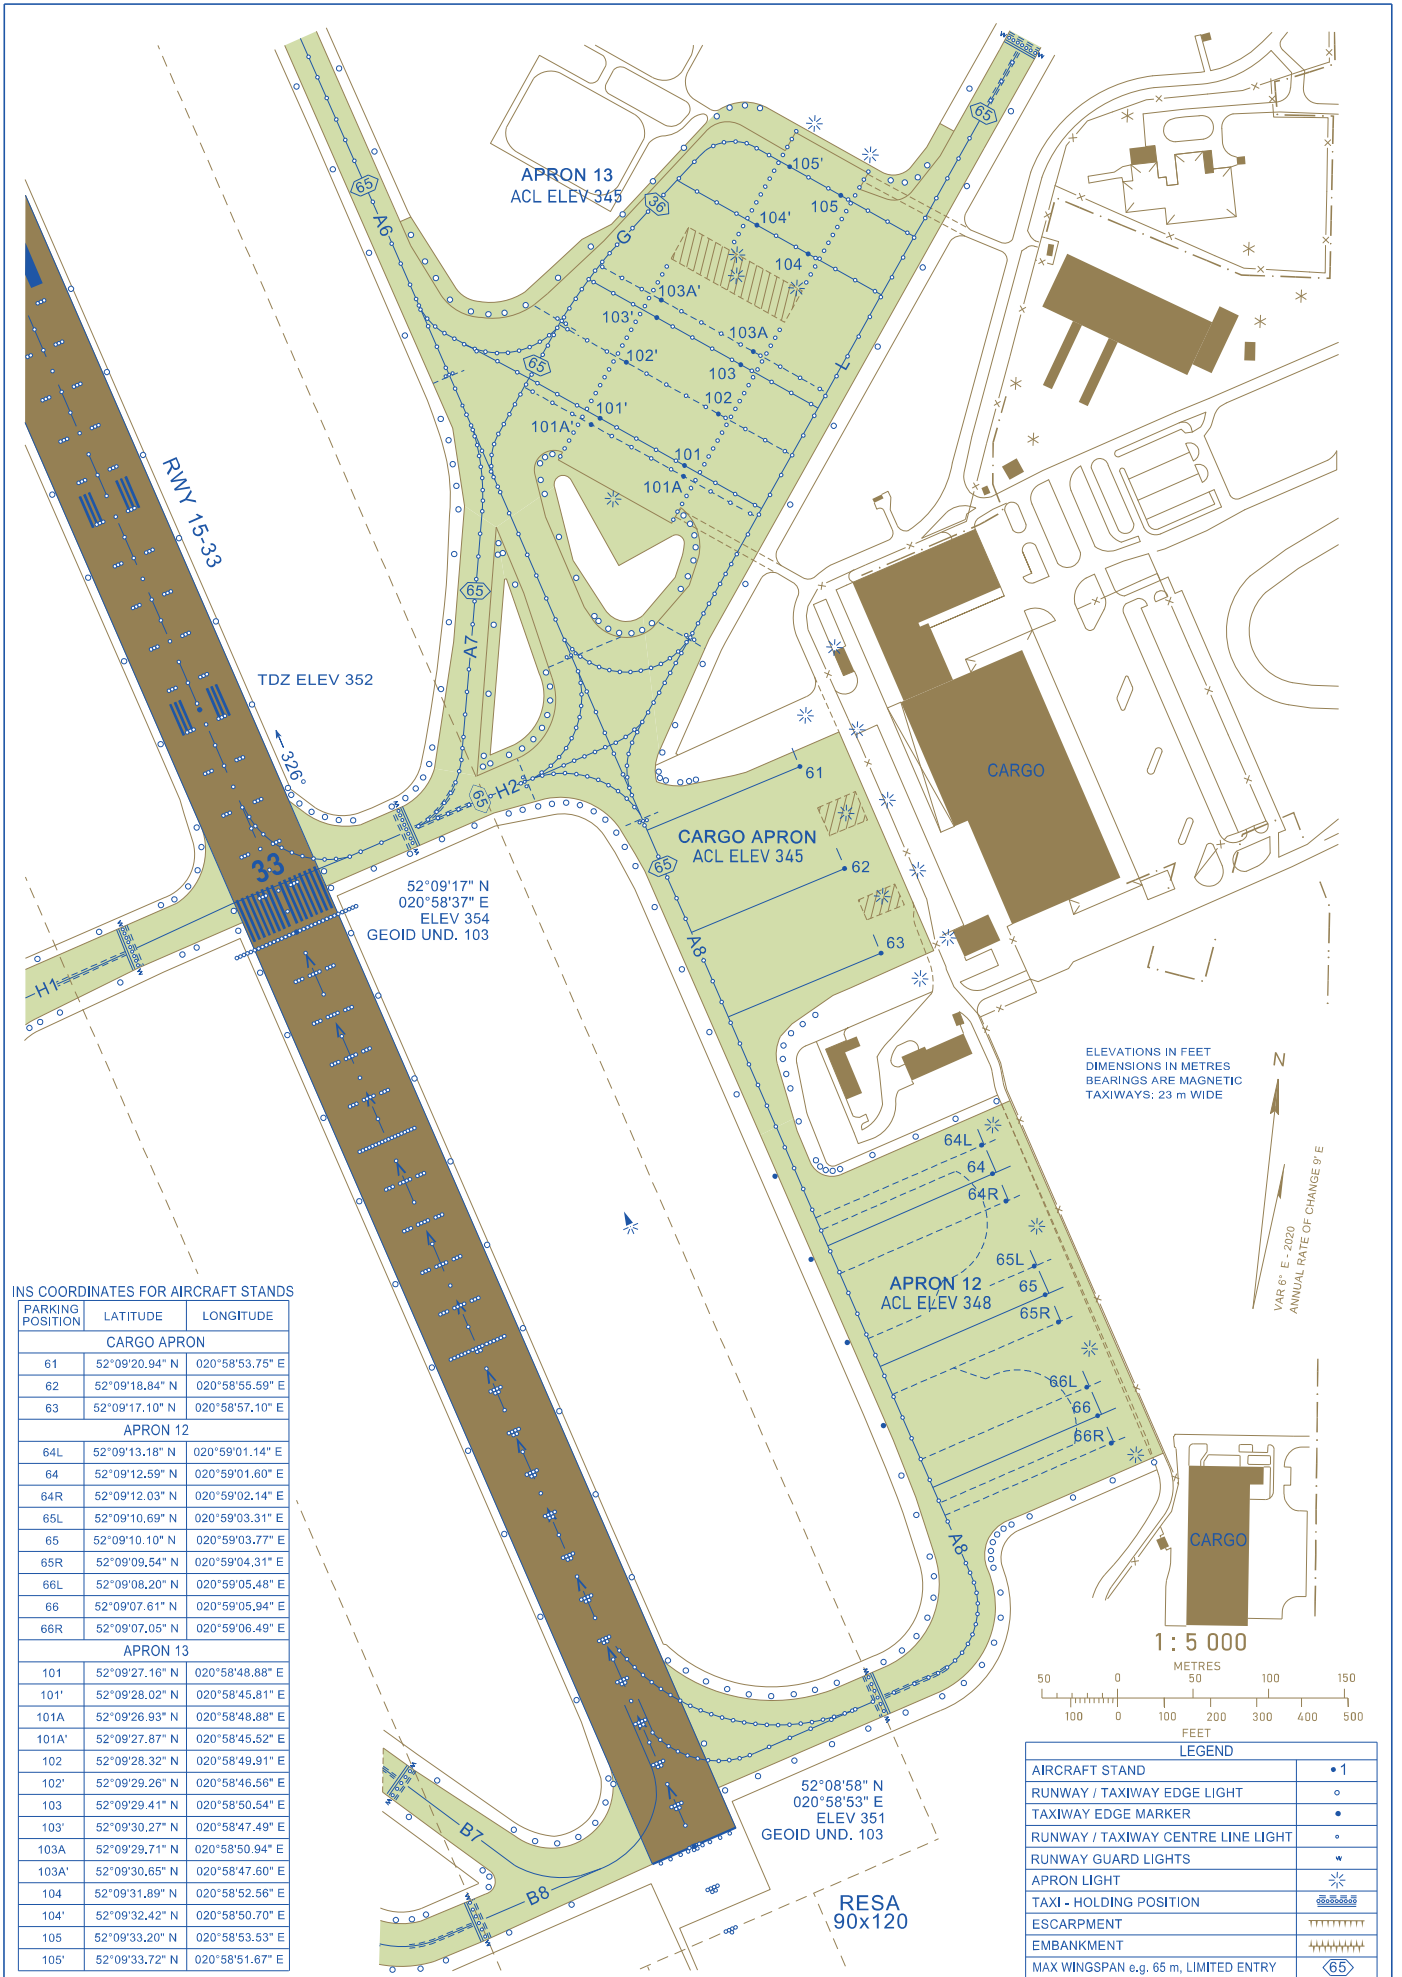 65
65
APRON 13
ACL ELEV 345
105'
105
36
A6
104'
G
104
103A'
103'
103A
102'
103
L
65
102
101'
101A'
101
101A
RWY 15-33
65
A7
TDZ ELEV 352
326°
H2
65
61
CARGO
CARGO APRON
ACL ELEV 345
65
62
33
52°09'17" N
020°58'37" E
ELEV 354
GEOID UND. 103
A8
63
H1
ELEVATIONS IN FEET
DIMENSIONS IN METRES
BEARINGS ARE MAGNETIC
TAXIWAYS: 23 m WIDE
N
VAR 6° E - 2020
ANNUAL RATE OF CHANGE 9' E
64L
64
64R
65L
APRON 12
ACL ELEV 348
65
65R
66L
66
66R
A8
CARGO
INS COORDINATES FOR AIRCRAFT STANDS
PARKING POSITION LATITUDE LONGITUDE
CARGO APRON
61 52°09'20.94" N 020°58'53.75" E
62 52°09'18.84" N 020°58'55.59" E
63 52°09'17.10" N 020°58'57.10" E
APRON 12
64L 52°09'13.18" N 020°59'01.14" E
64 52°09'12.59" N 020°59'01.60" E
64R 52°09'12.03" N 020°59'02.14" E
65L 52°09'10.69" N 020°59'03.31" E
65 52°09'10.10" N 020°59'03.77" E
65R 52°09'09.54" N 020°59'04.31" E
66L 52°09'08.20" N 020°59'05.48" E
66 52°09'07.61" N 020°59'05.94" E
66R 52°09'07.05" N 020°59'06.49" E
APRON 13
101 52°09'27.16" N 020°58'48.88" E
101' 52°09'28.02" N 020°58'45.81" E
101A 52°09'26.93" N 020°58'48.88" E
101A' 52°09'27.87" N 020°58'45.52" E
102 52°09'28.32" N 020°58'49.91" E
102' 52°09'29.26" N 020°58'46.56" E
103 52°09'29.41" N 020°58'50.54" E
103' 52°09'30.27" N 020°58'47.49" E
103A 52°09'29.71" N 020°58'50.94" E
103A' 52°09'30.65" N 020°58'47.60" E
104 52°09'31.89" N 020°58'52.56" E
104' 52°09'32.42" N 020°58'50.70" E
105 52°09'33.20" N 020°58'53.53" E
105' 52°09'33.72" N 020°58'51.67" E
B7
B8
52°08'58" N
020°58'53" E
ELEV 351
GEOID UND. 103
RESA
90x120
1 : 5 000
METRES
50 0 50 100 150
100 0 100 200 300 400 500
FEET
LEGEND
AIRCRAFT STAND 1
RUNWAY / TAXIWAY EDGE LIGHT
TAXIWAY EDGE MARKER
RUNWAY / TAXIWAY CENTRE LINE LIGHT
RUNWAY GUARD LIGHTS
APRON LIGHT
TAXI - HOLDING POSITION
ESCARPMENT
EMBANKMENT
MAX WINGSPAN e.g. 65 m, LIMITED ENTRY 65